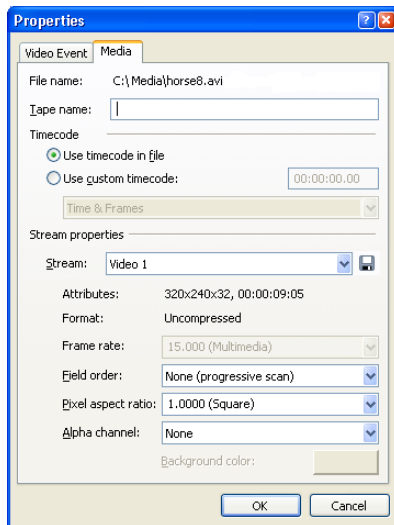 Properties
Video Event Media
File name: C:\Media\horse8.avi
Tape name:
Timecode
Use timecode in file
Use custom timecode: 00:00:00.00
Time & Frames
Stream properties
Stream: Video 1
Attributes: 320x240x32, 00:00:09:05
Format: Uncompressed
Frame rate: 15.000 (Multimedia)
Field order: None (progressive scan)
Pixel aspect ratio: 1.0000 (Square)
Alpha channel: None
Background color:
OK Cancel